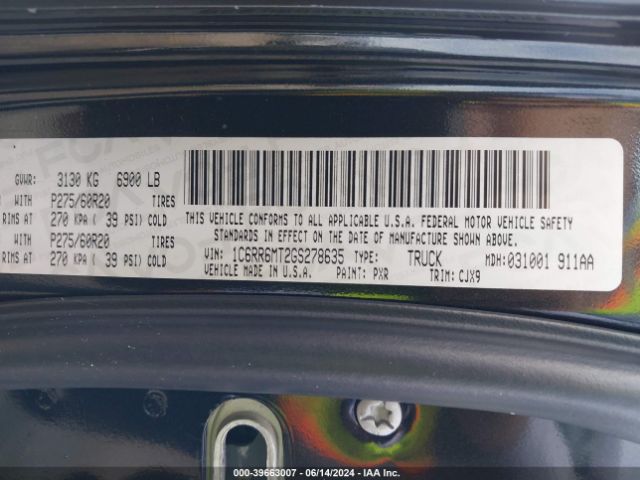 GVWR: 3130 KG 6900 LB
WITH P275/60R20 TIRES
RIMS AT 270 KPA ( 39 PSI) COLD
WITH P275/60R20 TIRES
RIMS AT 270 KPA ( 39 PSI) COLD
THIS VEHICLE CONFORMS TO ALL APPLICABLE U.S.A. FEDERAL MOTOR VEHICLE SAFETY
STANDARDS IN EFFECT ON THE DATE OF MANUFACTURE SHOWN ABOVE.
VIN: 1C6RR6MT2GS278635 TYPE: TRUCK MDH:031001 911AA
VEHICLE MADE IN U.S.A. PAINT: PXR TRIM: CJX9
000-39663007 - 06/14/2024 - IAA Inc.